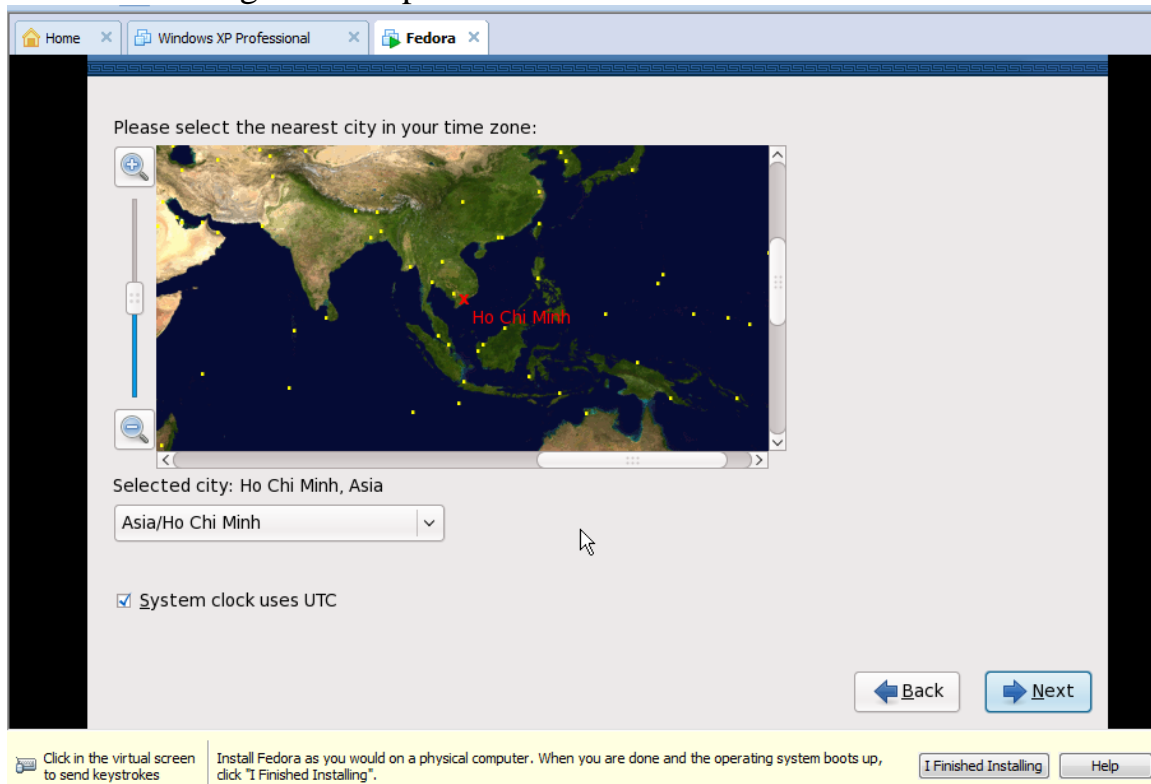 Home
Windows XP Professional
Fedora
Please select the nearest city in your time zone:
Ho Chi Minh
Selected city: Ho Chi Minh, Asia
Asia/Ho Chi Minh
System clock uses UTC
Back
Next
Click in the virtual screen
to send keystrokes
Install Fedora as you would on a physical computer. When you are done and the operating system boots up,
click "I Finished Installing".
I Finished Installing
Help